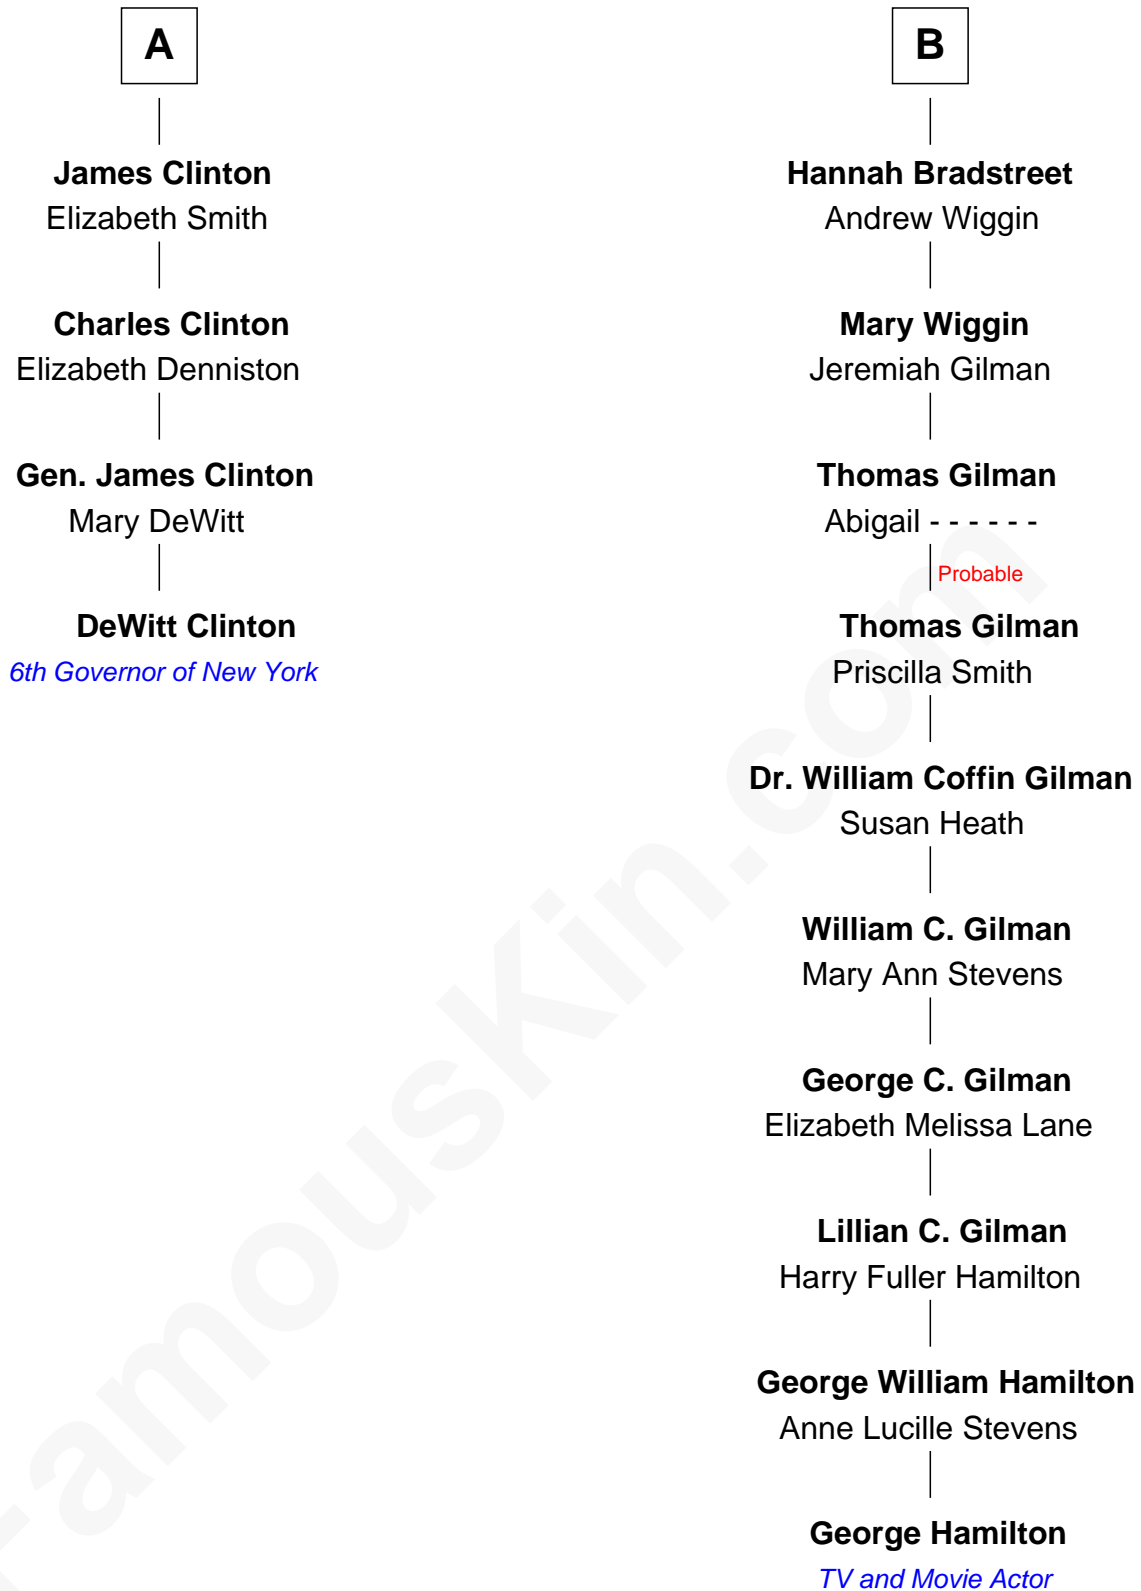 A
James Clinton
Elizabeth Smith
Charles Clinton
Elizabeth Denniston
Gen. James Clinton
Mary DeWitt
DeWitt Clinton
6th Governor of New York
B
Hannah Bradstreet
Andrew Wiggin
Mary Wiggin
Jeremiah Gilman
Thomas Gilman
Abigail - - - - - -
Probable
Thomas Gilman
Priscilla Smith
Dr. William Coffin Gilman
Susan Heath
William C. Gilman
Mary Ann Stevens
George C. Gilman
Elizabeth Melissa Lane
Lillian C. Gilman
Harry Fuller Hamilton
George William Hamilton
Anne Lucille Stevens
George Hamilton
TV and Movie Actor
FamousKin.com